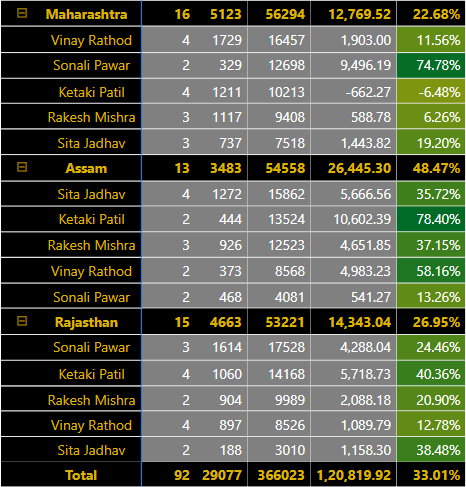 Maharashtra 16 5123 56294 12,769.52 22.68%
Vinay Rathod 4 1729 16457 1,903.00 11.56%
Sonali Pawar 2 329 12698 9,496.19 74.78%
Ketaki Patil 4 1211 10213 -662.27 -6.48%
Rakesh Mishra 3 1117 9408 588.78 6.26%
Sita Jadhav 3 737 7518 1,443.82 19.20%
Assam 13 3483 54558 26,445.30 48.47%
Sita Jadhav 4 1272 15862 5,666.56 35.72%
Ketaki Patil 2 444 13524 10,602.39 78.40%
Rakesh Mishra 3 926 12523 4,651.85 37.15%
Vinay Rathod 2 373 8568 4,983.23 58.16%
Sonali Pawar 2 468 4081 541.27 13.26%
Rajasthan 15 4663 53221 14,343.04 26.95%
Sonali Pawar 3 1614 17528 4,288.04 24.46%
Ketaki Patil 4 1060 14168 5,718.73 40.36%
Rakesh Mishra 2 904 9989 2,088.18 20.90%
Vinay Rathod 4 897 8526 1,089.79 12.78%
Sita Jadhav 2 188 3010 1,158.30 38.48%
Total 92 29077 366023 1,20,819.92 33.01%